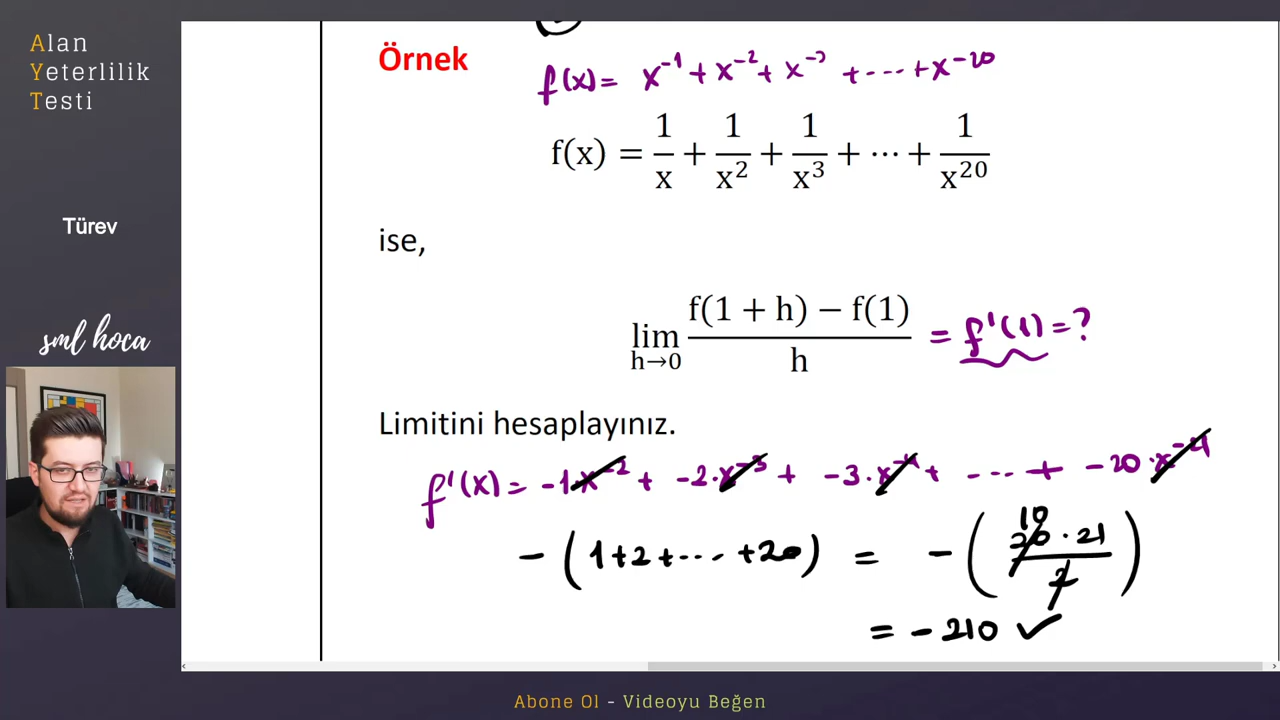 Alan
Yeterlilik
Testi
Türev
sml hoca
Örnek
f(x) = x⁻¹ + x⁻² + x⁻³ + ... + x⁻²⁰
f(x) = 1/x + 1/x² + 1/x³ + ⋯ + 1/x²⁰
ise,
lim h→0 (f(1 + h) − f(1))/h = f'(1) = ?
Limitini hesaplayınız.
f'(x) = -1·x⁻² + -2·x⁻³ + -3·x⁻⁴ + ... + -20·x⁻²¹
-(1+2+...+20) = -(20·21/2) 10
= -210 ✓
Abone Ol - Videoyu Beğen